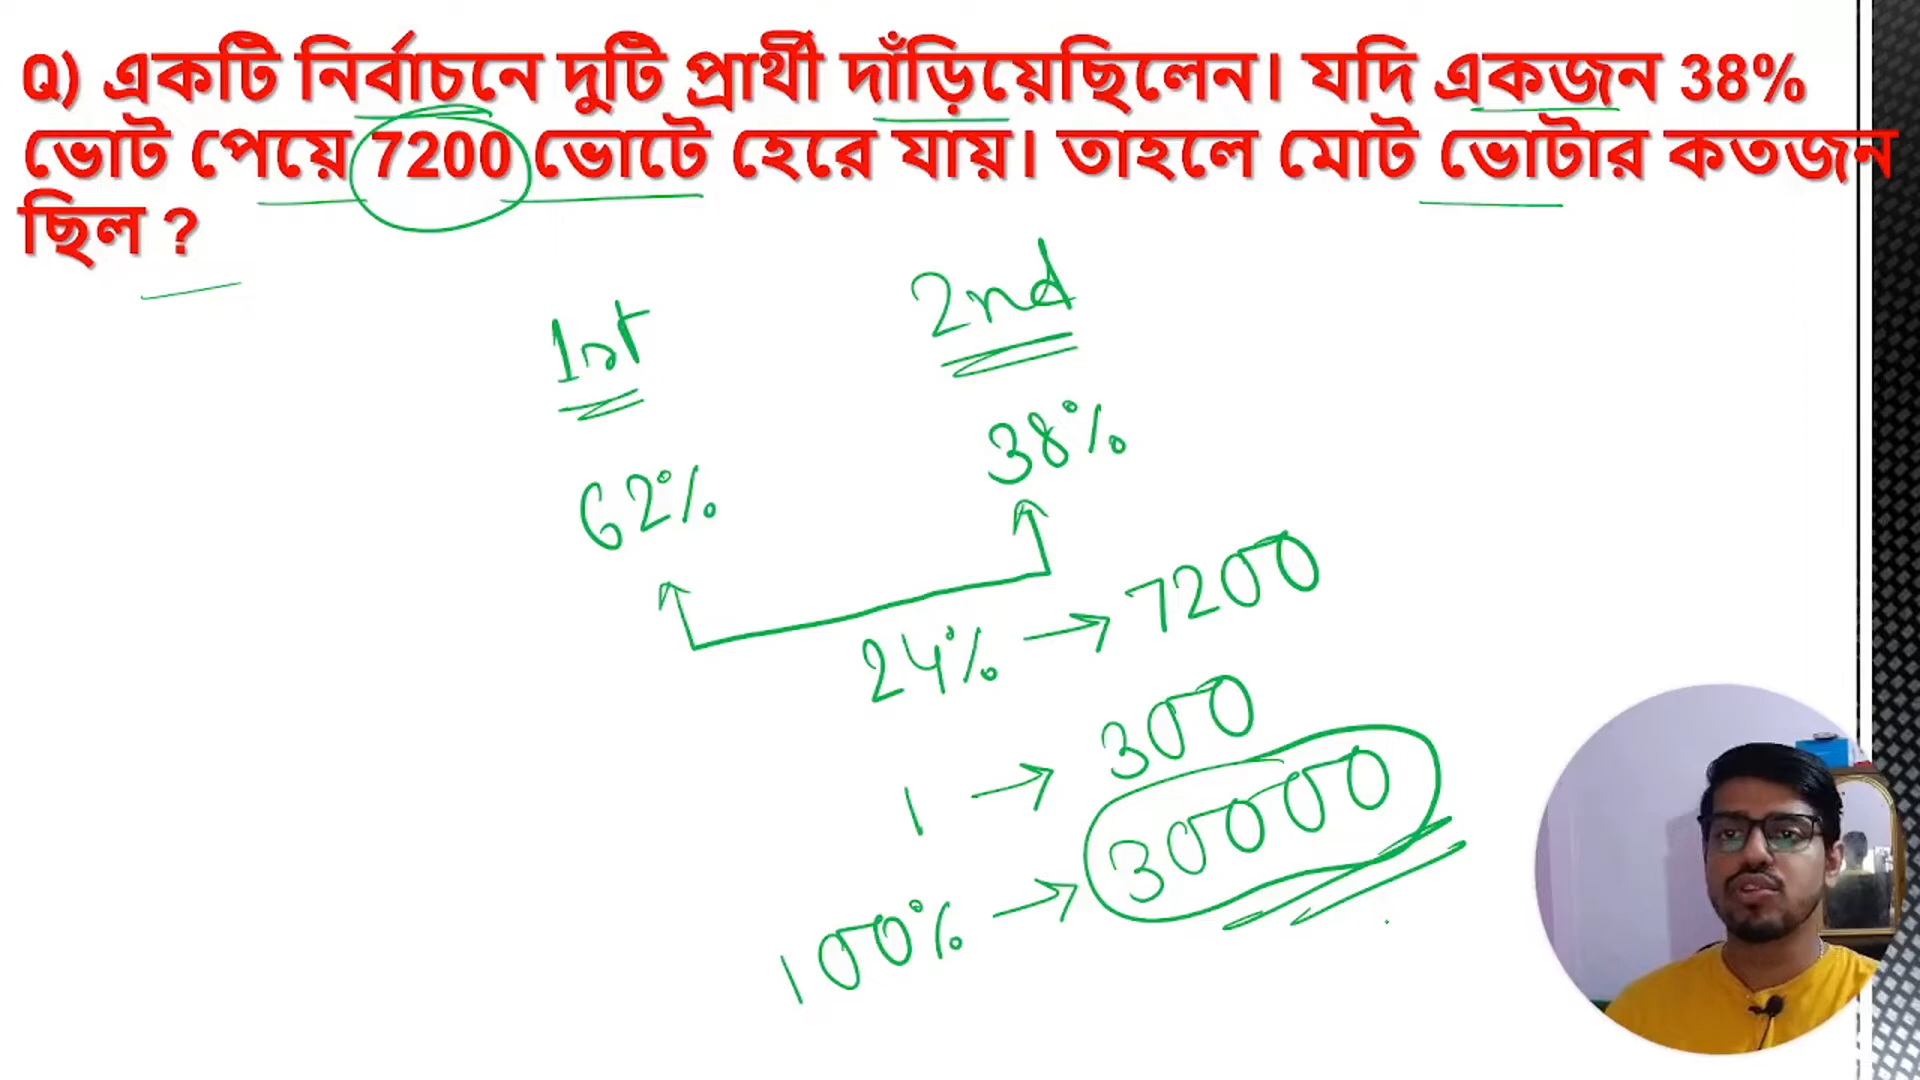 Q) একটি নির্বাচনে দুটি প্রার্থী দাঁড়িয়েছিলেন। যদি একজন 38%
ভোট পেয়ে 7200 ভোটে হেরে যায়। তাহলে মোট ভোটার কতজন
ছিল ?
1st 2nd
62% 38%
24% → 7200
1 → 300
100% → 30000